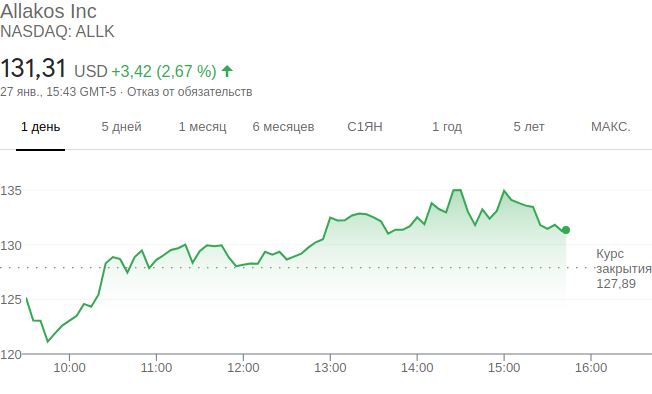 Allakos Inc
NASDAQ: ALLK
131,31 USD +3,42 (2,67 %)
27 янв., 15:43 GMT-5 · Отказ от обязательств
1 день 5 дней 1 месяц 6 месяцев С1ЯН 1 год 5 лет МАКС.
135
130
Курс
закрытия
127,89
125
120
10:00 11:00 12:00 13:00 14:00 15:00 16:00